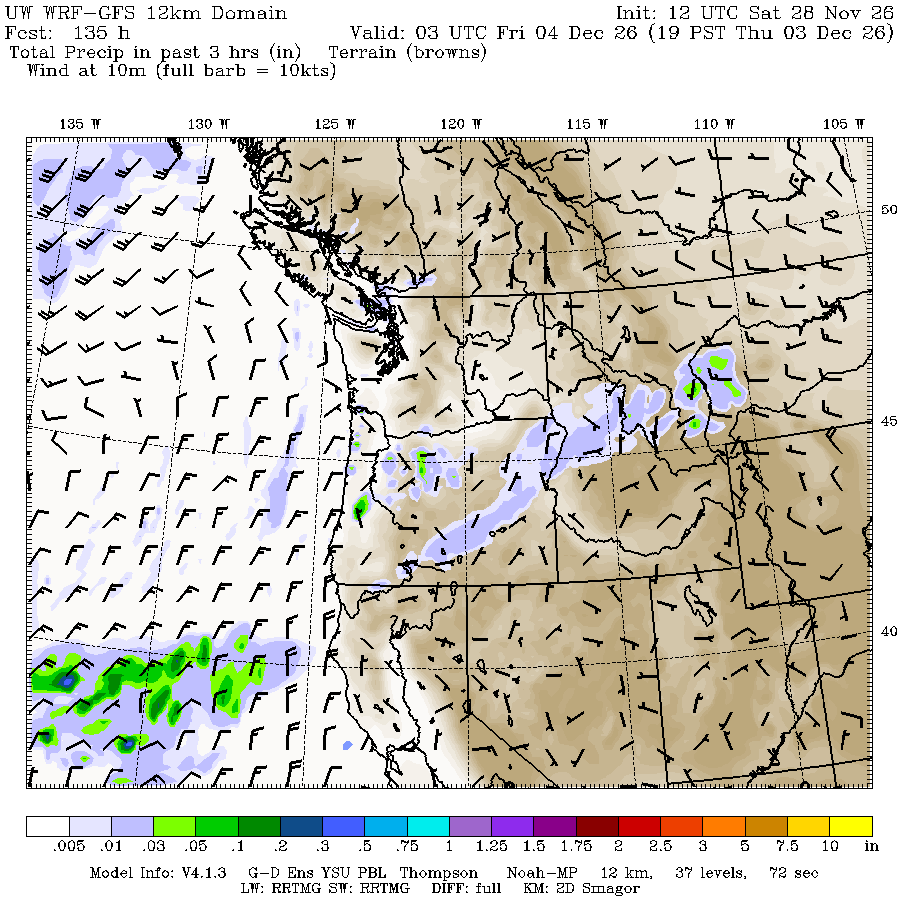 UW WRF-GFS 12km Domain Init: 12 UTC Sat 28 Nov 26
Fcst: 135 h Valid: 03 UTC Fri 04 Dec 26 (19 PST Thu 03 Dec 26)
Total Precip in past 3 hrs (in) Terrain (browns)
Wind at 10m (full barb = 10kts)
135 W 130 W 125 W 120 W 115 W 110 W 105 W
50
45
40
.005 .01 .03 .05 .1 .2 .3 .5 .75 1 1.25 1.5 1.75 2 2.5 3 5 7.5 10 in
Model Info: V4.1.3 G-D Ens YSU PBL Thompson Noah-MP 12 km, 37 levels, 72 sec
LW: RRTMG SW: RRTMG DIFF: full KM: 2D Smagor